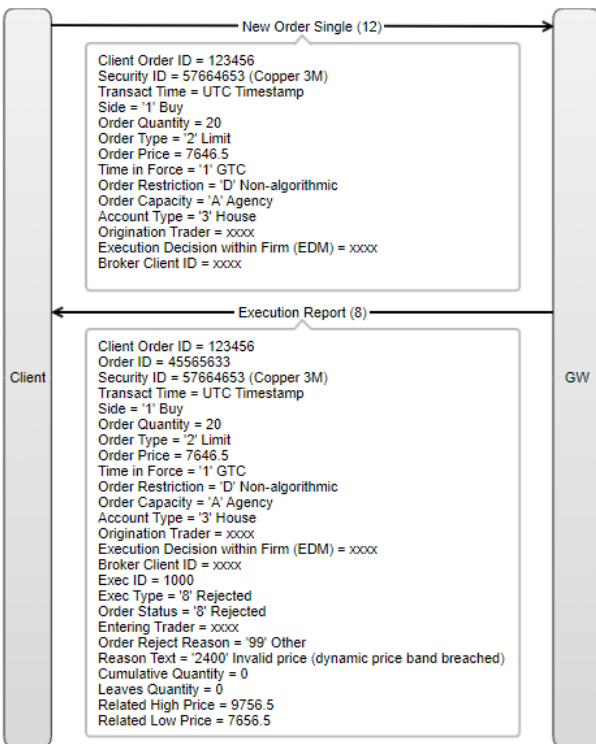 New Order Single (12)
Client Order ID = 123456
Security ID = 57664653 (Copper 3M)
Transact Time = UTC Timestamp
Side = '1' Buy
Order Quantity = 20
Order Type = '2' Limit
Order Price = 7646.5
Time in Force = '1' GTC
Order Restriction = 'D' Non-algorithmic
Order Capacity = 'A' Agency
Account Type = '3' House
Origination Trader = xxxx
Execution Decision within Firm (EDM) = xxxx
Broker Client ID = xxxx
Execution Report (8)
Client Order ID = 123456
Order ID = 45565633
Security ID = 57664653 (Copper 3M)
Transact Time = UTC Timestamp
Side = '1' Buy
Order Quantity = 20
Order Type = '2' Limit
Order Price = 7646.5
Time in Force = '1' GTC
Order Restriction = 'D' Non-algorithmic
Order Capacity = 'A' Agency
Account Type = '3' House
Origination Trader = xxxx
Execution Decision within Firm (EDM) = xxxx
Broker Client ID = xxxx
Exec ID = 1000
Exec Type = '8' Rejected
Order Status = '8' Rejected
Entering Trader = xxxx
Order Reject Reason = '99' Other
Reason Text = '2400' Invalid price (dynamic price band breached)
Cumulative Quantity = 0
Leaves Quantity = 0
Related High Price = 9756.5
Related Low Price = 7656.5
Client
GW